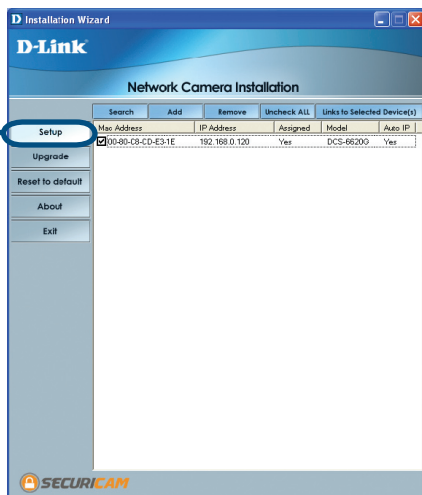 D Installation Wizard
D-Link
Network Camera Installation
Search Add Remove Uncheck ALL Links to Selected Device(s)
Mac Address IP Address Assigned Model Auto IP
00-80-C8-CD-E3-1E 192.168.0.120 Yes DCS-6620G Yes
Setup
Upgrade
Reset to default
About
Exit
SECURICAM